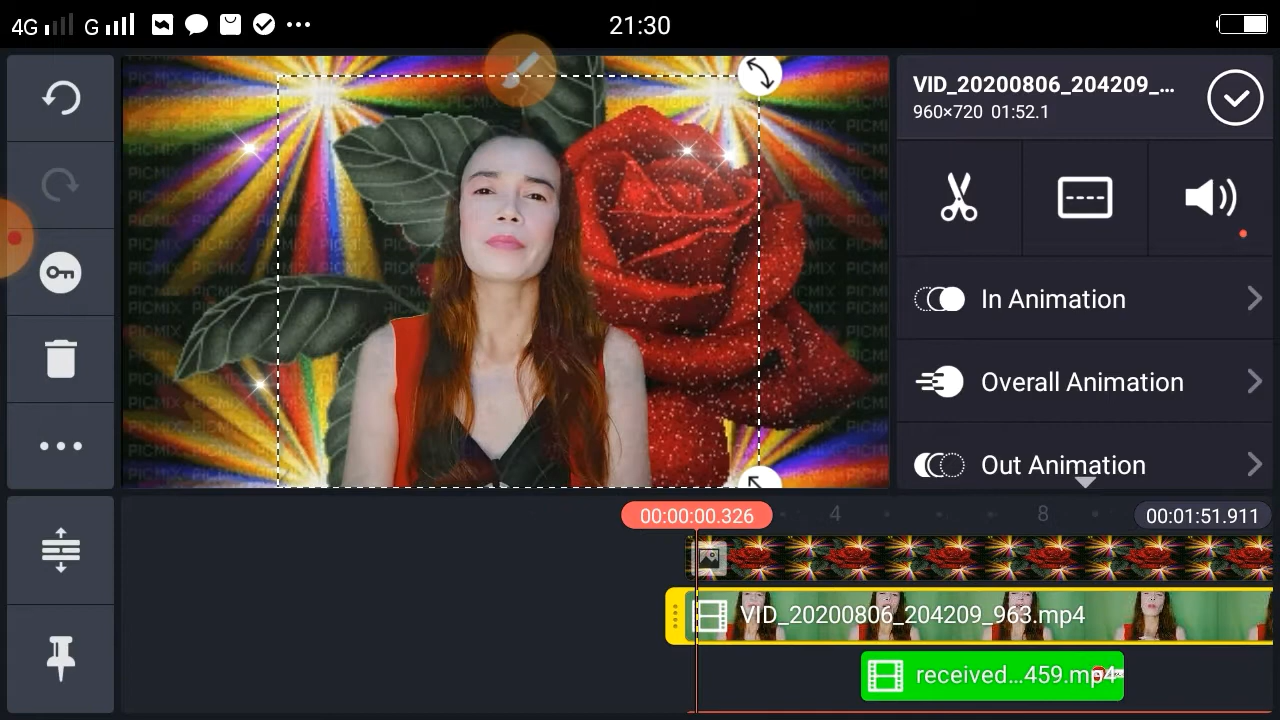 4G G 21:30
VID_20200806_204209_...
960×720 01:52.1
In Animation
Overall Animation
Out Animation
00:00:00.326 4 8 00:01:51.911
VID_20200806_204209_963.mp4
received...459.mp4
PICMIX